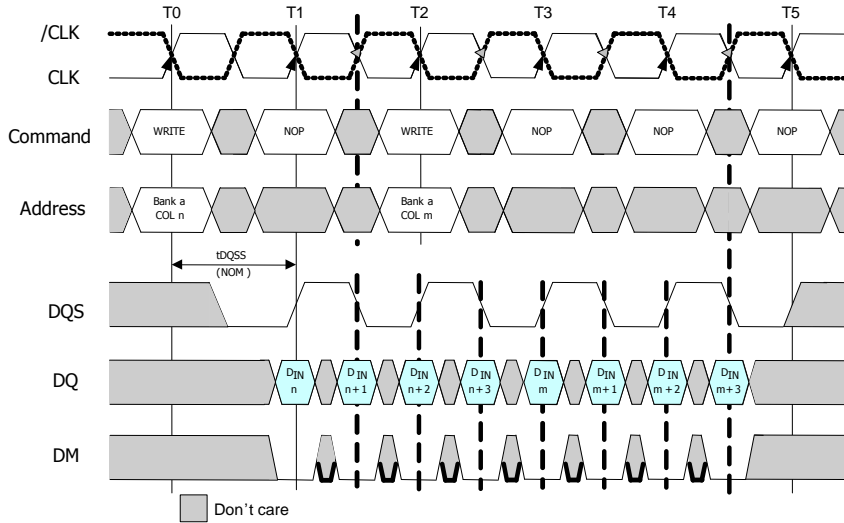 T0 T1 T2 T3 T4 T5
/CLK
CLK
Command WRITE NOP WRITE NOP NOP NOP
Address Bank a Bank a
COL n COL m
tDQSS
(NOM )
DQS
DQ DIN DIN DIN DIN DIN DIN DIN DIN
n n+1 n+2 n+3 m m+1 m+2 m+3
DM
Don't care